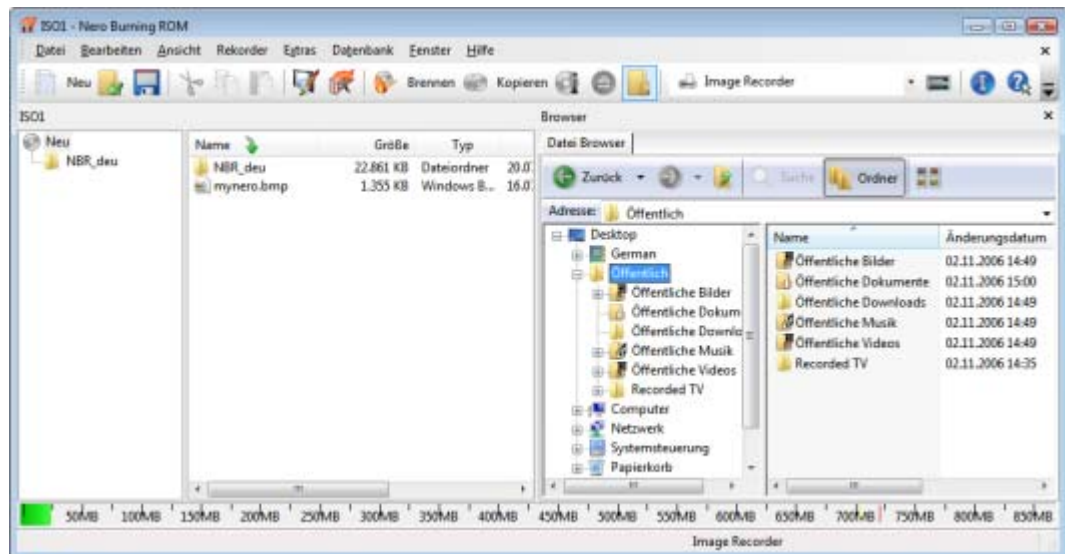 ISO1 - Nero Burning ROM
Datei Bearbeiten Ansicht Rekorder Extras Datenbank Fenster Hilfe
Neu Brennen Kopieren Image Recorder
ISO1
Neu
NBR_deu
Name Größe Typ
NBR_deu 22.861 KB Dateiordner 20.0
mynero.bmp 1.355 KB Windows B... 16.0
Browser
Datei Browser
Zurück Suche Ordner
Adresse: Öffentlich
Desktop
German
Öffentlich
Öffentliche Bilder
Öffentliche Dokum
Öffentliche Downlo
Öffentliche Musik
Öffentliche Videos
Recorded TV
Computer
Netzwerk
Systemsteuerung
Papierkorb
Name Änderungsdatum
Öffentliche Bilder 02.11.2006 14:49
Öffentliche Dokumente 02.11.2006 15:00
Öffentliche Downloads 02.11.2006 14:49
Öffentliche Musik 02.11.2006 14:49
Öffentliche Videos 02.11.2006 14:49
Recorded TV 02.11.2006 14:35
50MB 100MB 150MB 200MB 250MB 300MB 350MB 400MB 450MB 500MB 550MB 600MB 650MB 700MB 750MB 800MB 850MB
Image Recorder